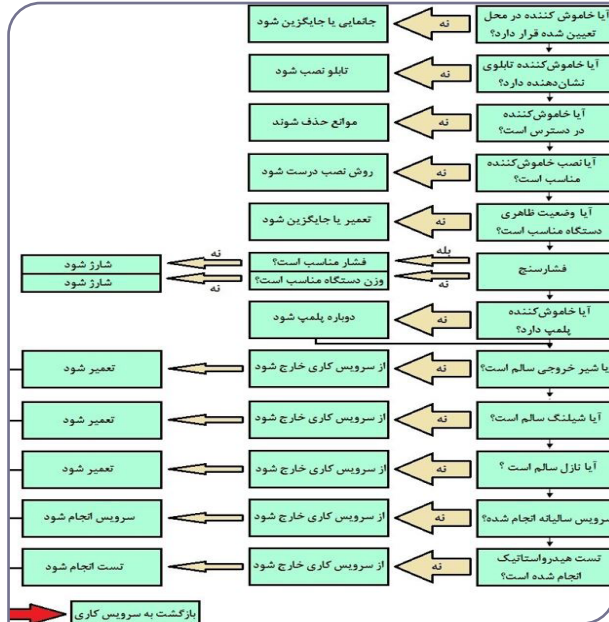 آیا خاموش کننده در محل
تعیین شده قرار دارد؟
نه
جانمایی یا جایگزین شود
آیا خاموش‌کننده تابلوی
نشان‌دهنده دارد؟
نه
تابلو نصب شود
آیا خاموش‌کننده
در دسترس است؟
نه
موانع حذف شوند
آیا نصب خاموش‌کننده
مناسب است؟
نه
روش نصب درست شود
آیا وضعیت ظاهری
دستگاه مناسب است؟
نه
تعمیر یا جایگزین شود
فشارسنج
بله
فشار مناسب است؟
نه
شارژ شود
نه
وزن دستگاه مناسب است؟
نه
شارژ شود
آیا خاموش‌کننده
پلمپ دارد؟
نه
دوباره پلمپ شود
یا شیر خروجی سالم است؟
نه
از سرویس کاری خارج شود
تعمیر شود
آیا شیلنگ سالم است؟
نه
از سرویس کاری خارج شود
تعمیر شود
آیا نازل سالم است ؟
نه
از سرویس کاری خارج شود
تعمیر شود
سرویس سالیانه انجام شده؟
نه
از سرویس کاری خارج شود
سرویس انجام شود
تست هیدرواستاتیک
انجام شده است؟
نه
از سرویس کاری خارج شود
تست انجام شود
بازگشت به سرویس کاری